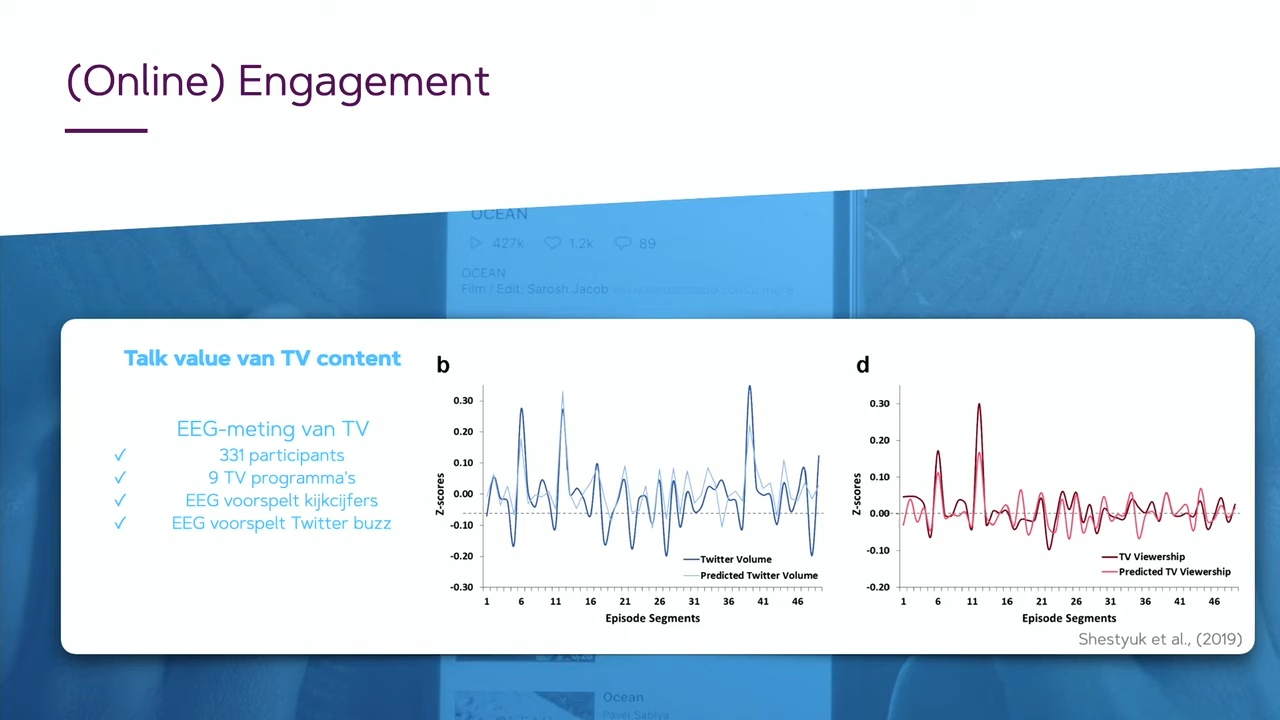 (Online) Engagement
OCEAN
427k 1.2k 89
OCEAN
Film / Edit: Sarosh Jacob
Talk value van TV content
EEG-meting van TV
✓ 331 participants
✓ 9 TV programma's
✓ EEG voorspelt kijkcijfers
✓ EEG voorspelt Twitter buzz
b
0.30
0.20
0.10
0.00
-0.10
-0.20
-0.30
Z-scores
Twitter Volume
Predicted Twitter Volume
1 6 11 16 21 26 31 36 41 46
Episode Segments
d
0.30
0.20
0.10
0.00
-0.10
-0.20
Z-scores
TV Viewership
Predicted TV Viewership
1 6 11 16 21 26 31 36 41 46
Episode Segments
Shestyuk et al., (2019)
Ocean